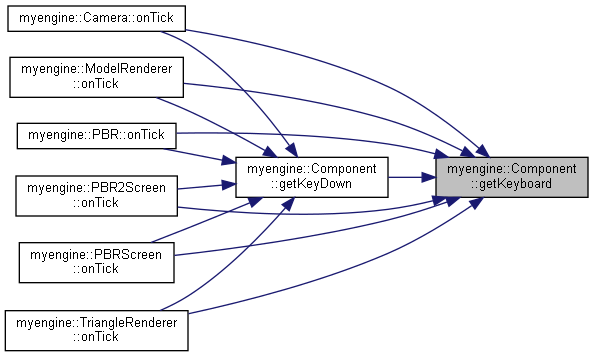 myengine::Camera::onTick
myengine::ModelRenderer
::onTick
myengine::PBR::onTick
myengine::PBR2Screen
::onTick
myengine::PBRScreen
::onTick
myengine::TriangleRenderer
::onTick
myengine::Component
::getKeyDown
myengine::Component
::getKeyboard